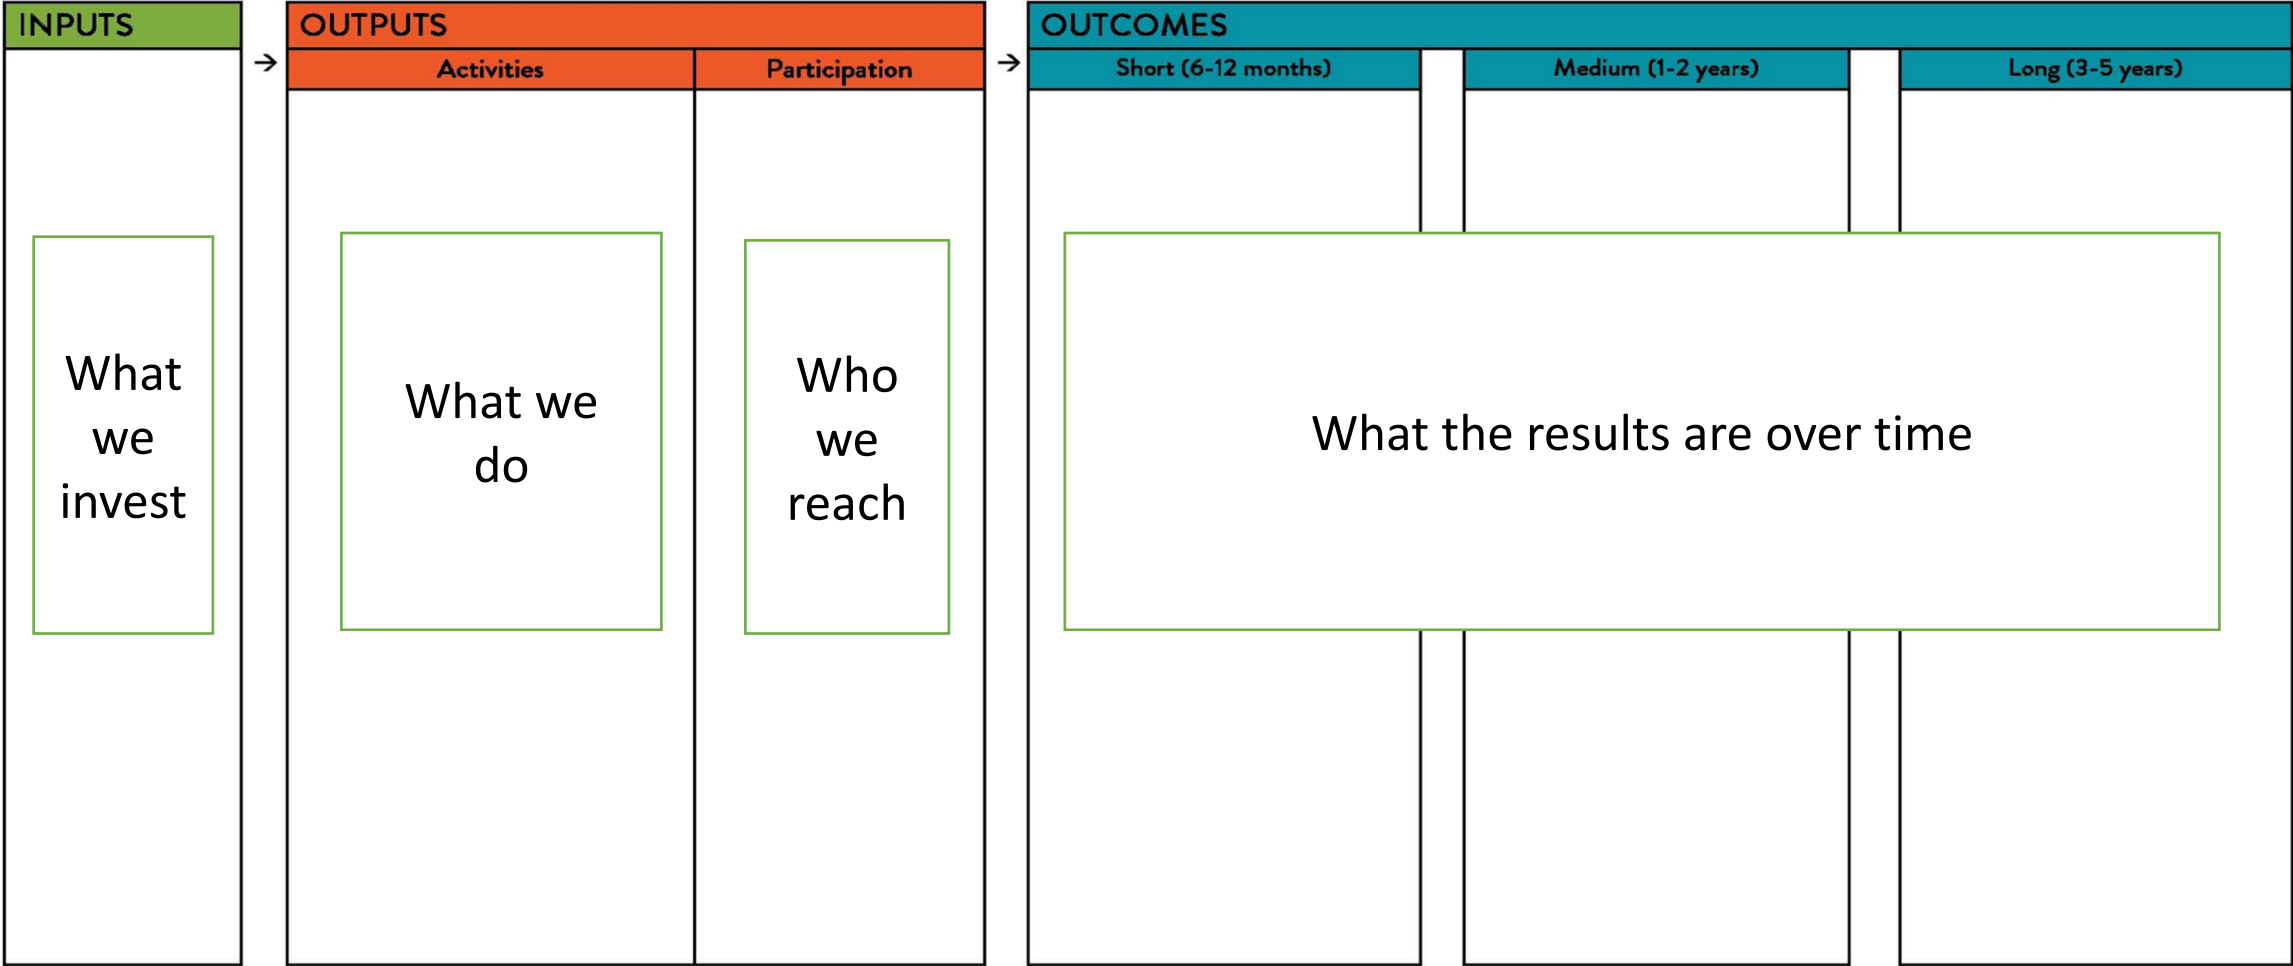 INPUTS
→
OUTPUTS
Activities
Participation
→
OUTCOMES
Short (6-12 months)
Medium (1-2 years)
Long (3-5 years)
What
we
invest
What we
do
Who
we
reach
What the results are over time